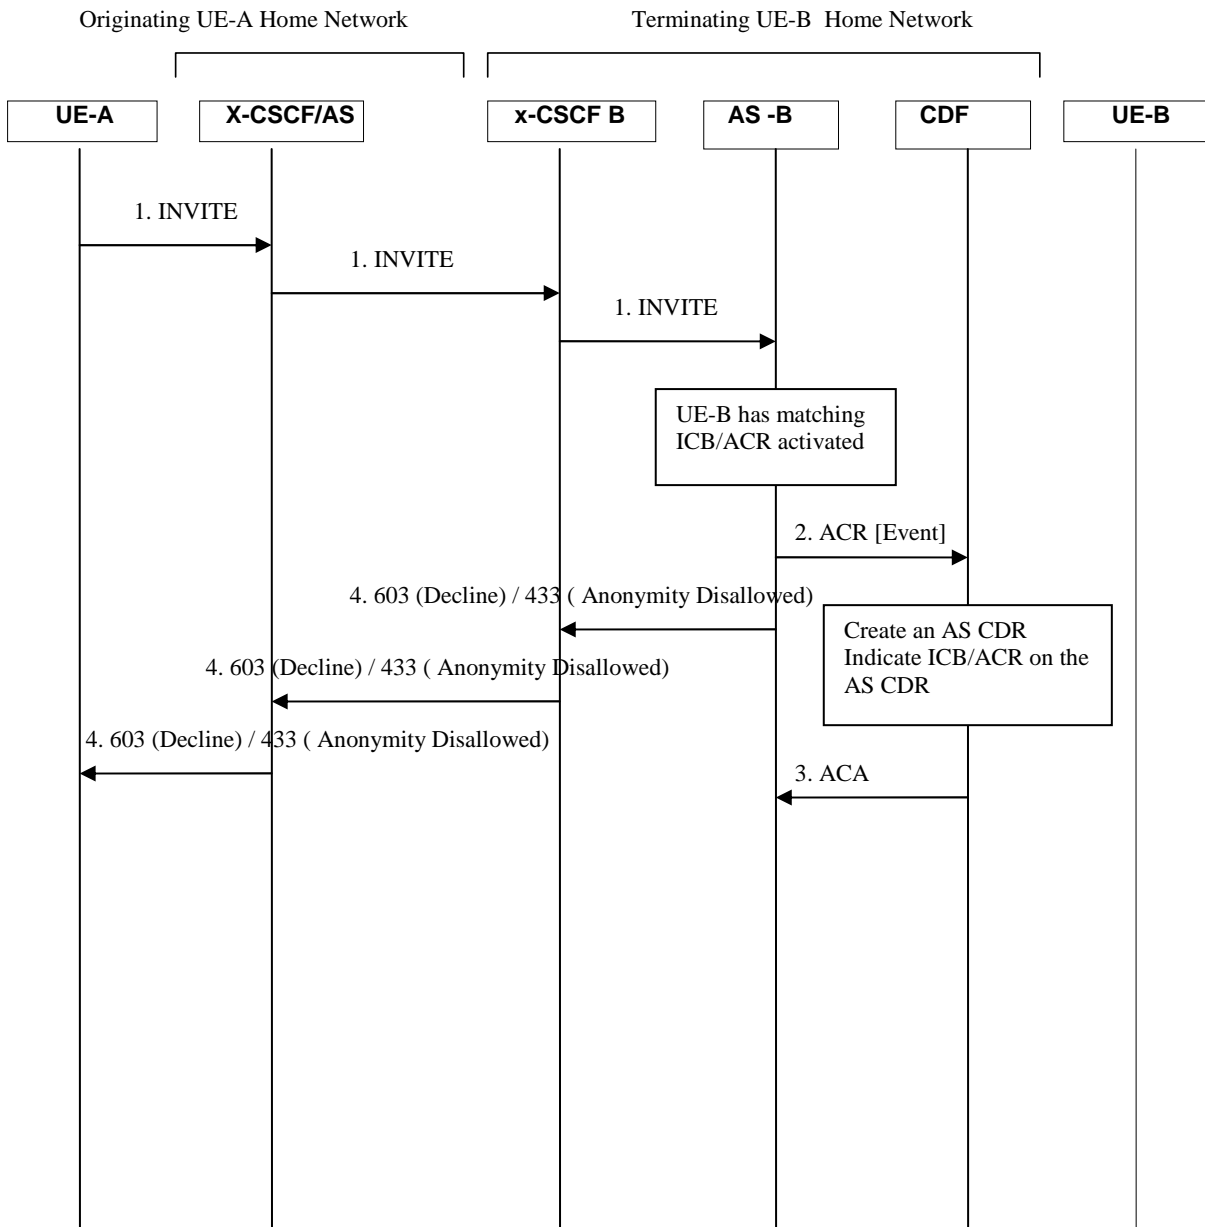 Originating UE-A Home Network
Terminating UE-B  Home Network
UE-A
X-CSCF/AS
x-CSCF B
AS -B
CDF
UE-B
1. INVITE
1. INVITE
1. INVITE
UE-B has matching
ICB/ACR activated
2. ACR [Event]
4. 603 (Decline) / 433 ( Anonymity Disallowed)
Create an AS CDR
Indicate ICB/ACR on the
AS CDR
4. 603 (Decline) / 433 ( Anonymity Disallowed)
4. 603 (Decline) / 433 ( Anonymity Disallowed)
3. ACA